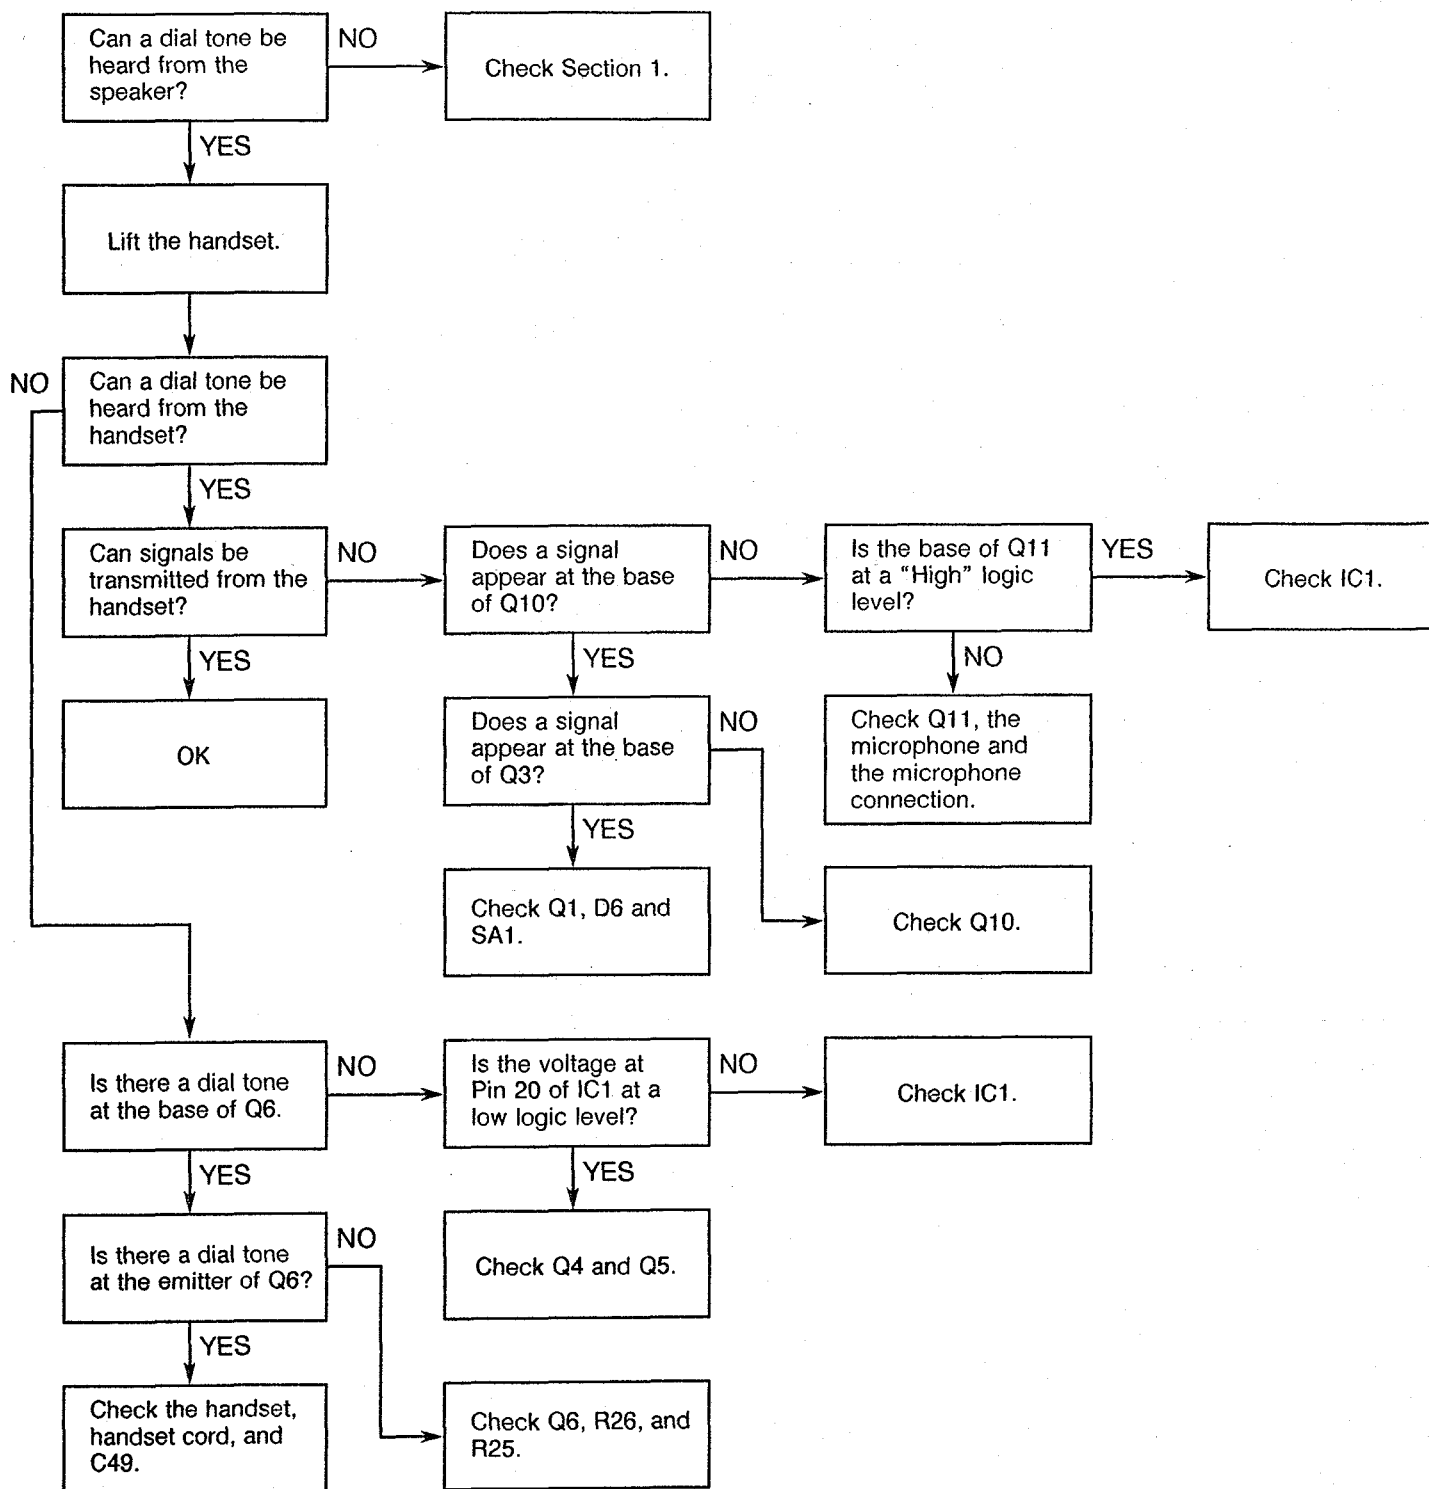 Can a dial tone be
heard from the
speaker?
NO
Check Section 1.
YES
Lift the handset.
NO
Can a dial tone be
heard from the
handset?
YES
Can signals be
transmitted from the
handset?
NO
Does a signal
appear at the base
of Q10?
NO
Is the base of Q11
at a “High” logic
level?
YES
Check IC1.
YES
YES
NO
OK
Does a signal
appear at the base
of Q3?
NO
Check Q11, the
microphone and
the microphone
connection.
YES
Check Q1, D6 and
SA1.
Check Q10.
Is there a dial tone
at the base of Q6.
NO
Is the voltage at
Pin 20 of IC1 at a
low logic level?
NO
Check IC1.
YES
YES
Is there a dial tone
at the emitter of Q6?
NO
Check Q4 and Q5.
YES
Check the handset,
handset cord, and
C49.
Check Q6, R26, and
R25.